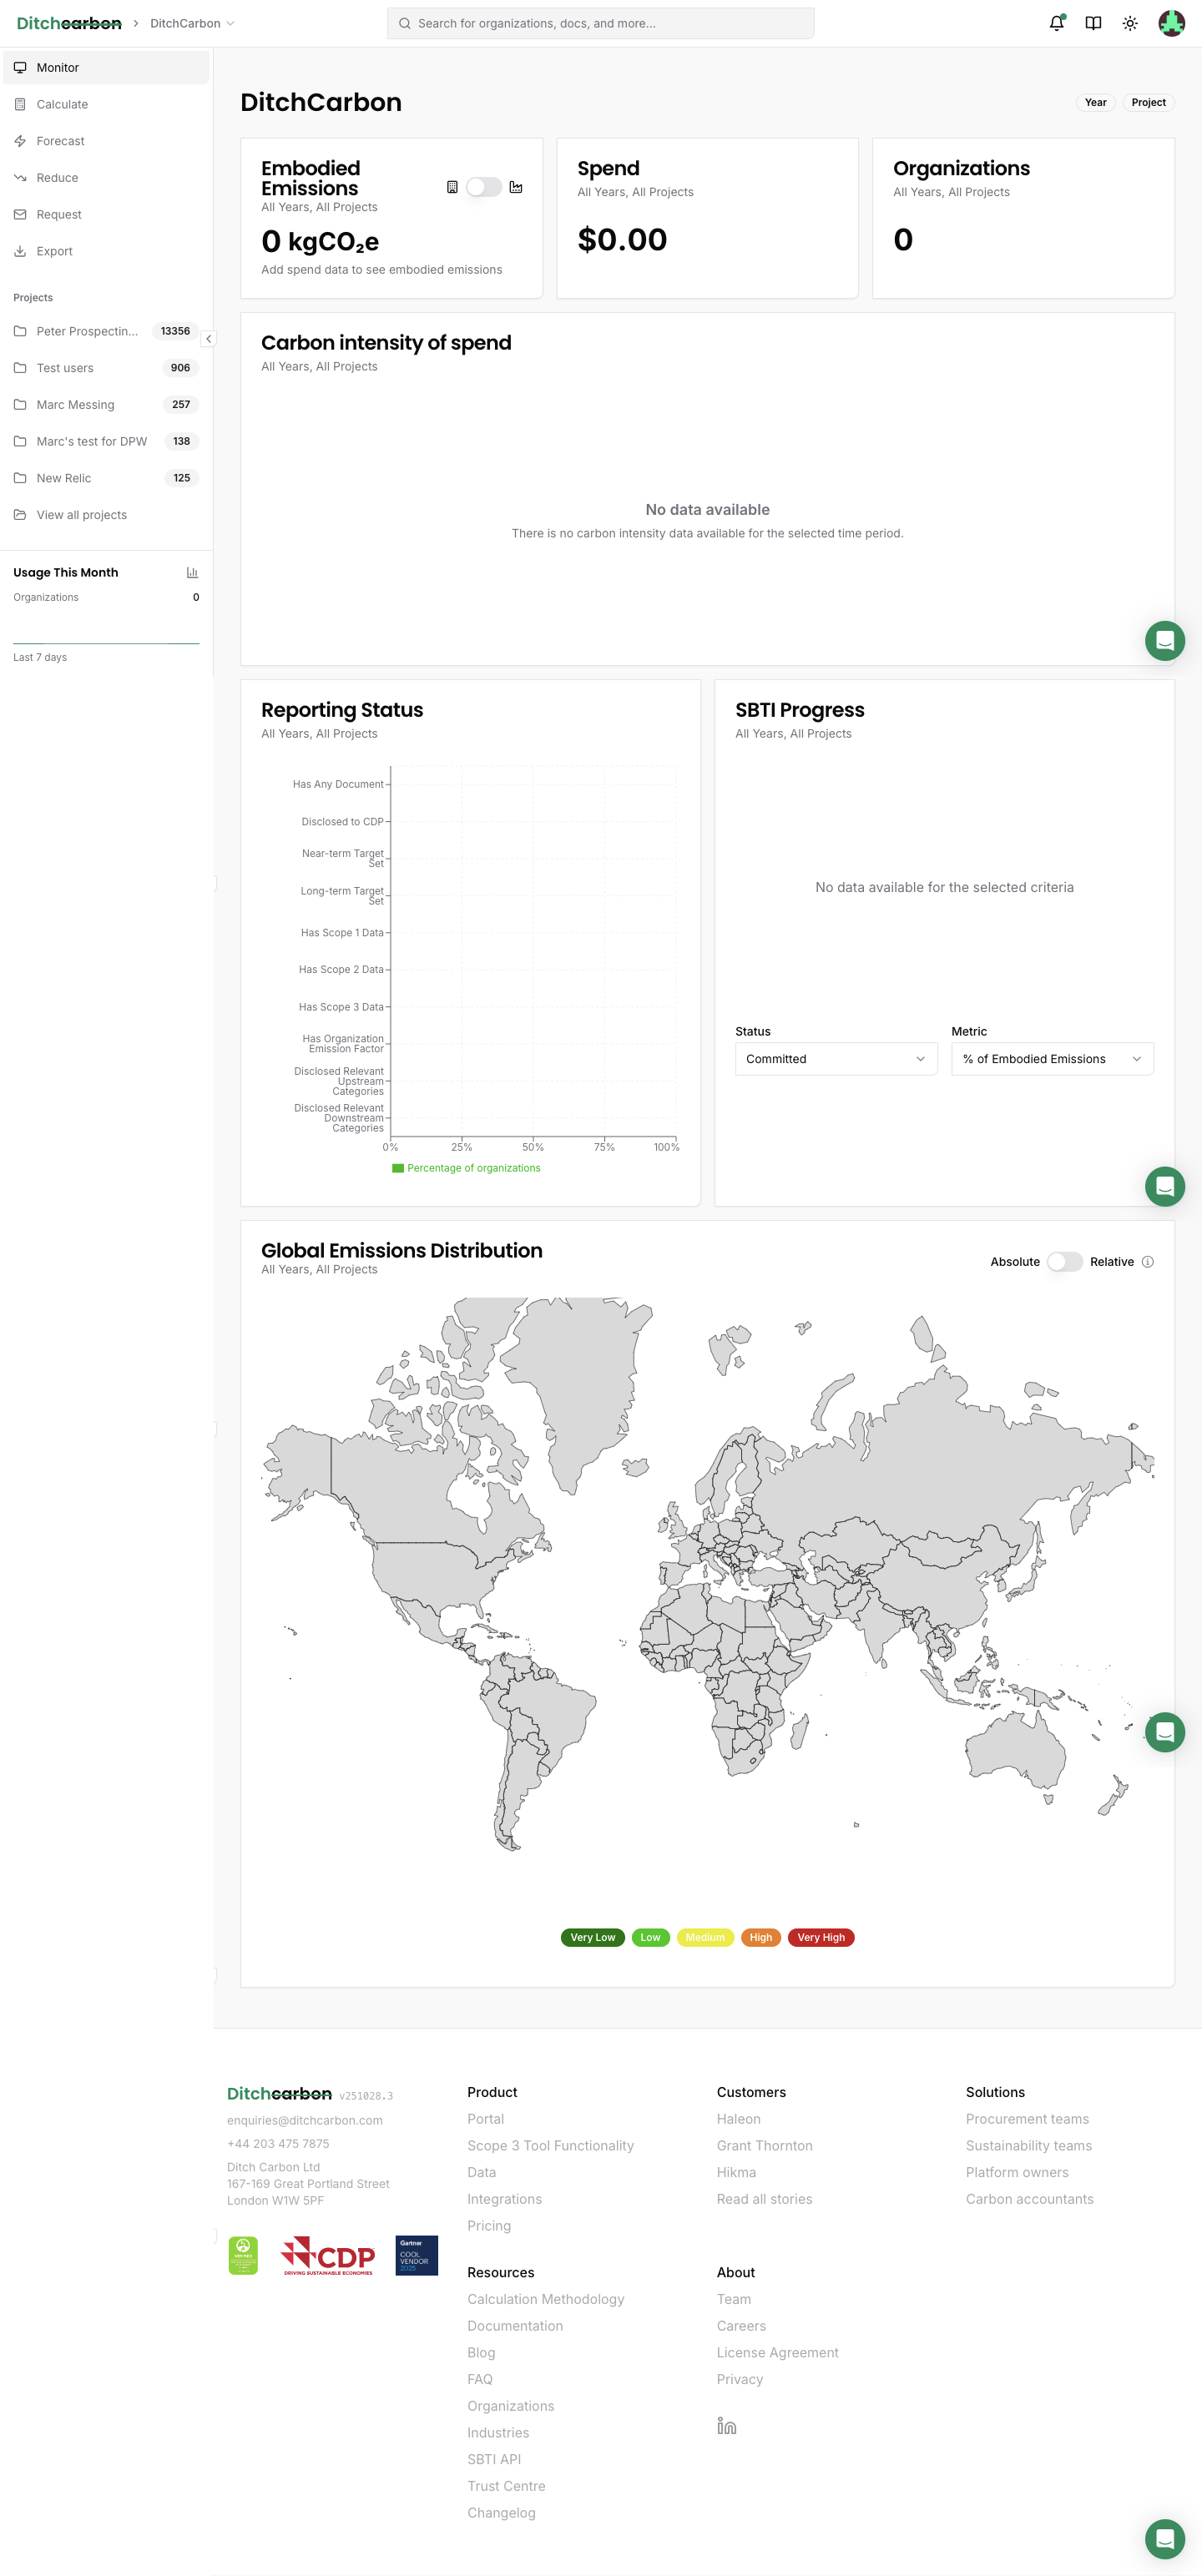 Ditchcarbon
DitchCarbon
Search for organizations, docs, and more...
Monitor
Calculate
Forecast
Reduce
Request
Export
Projects
Peter Prospectin... 13356
Test users 906
Marc Messing 257
Marc's test for DPW 138
New Relic 125
View all projects
Usage This Month
Organizations 0
Last 7 days
DitchCarbon
Year Project
Embodied
Emissions
All Years, All Projects
0 kgCO₂e
Add spend data to see embodied emissions
Spend
All Years, All Projects
$0.00
Organizations
All Years, All Projects
0
Carbon intensity of spend
All Years, All Projects
No data available
There is no carbon intensity data available for the selected time period.
Reporting Status
All Years, All Projects
Has Any Document
Disclosed to CDP
Near-term Target
Set
Long-term Target
Set
Has Scope 1 Data
Has Scope 2 Data
Has Scope 3 Data
Has Organization
Emission Factor
Disclosed Relevant
Upstream
Categories
Disclosed Relevant
Downstream
Categories
0% 25% 50% 75% 100%
Percentage of organizations
SBTI Progress
All Years, All Projects
No data available for the selected criteria
Status
Committed
Metric
% of Embodied Emissions
Global Emissions Distribution
All Years, All Projects
Absolute Relative
Very Low Low Medium High Very High
Ditchcarbon v251028.3
enquiries@ditchcarbon.com
+44 203 475 7875
Ditch Carbon Ltd
167-169 Great Portland Street
London W1W 5PF
CDP
DRIVING SUSTAINABLE ECONOMIES
Gartner
COOL
VENDOR
2025
Product
Portal
Scope 3 Tool Functionality
Data
Integrations
Pricing
Customers
Haleon
Grant Thornton
Hikma
Read all stories
Solutions
Procurement teams
Sustainability teams
Platform owners
Carbon accountants
Resources
Calculation Methodology
Documentation
Blog
FAQ
Organizations
Industries
SBTI API
Trust Centre
Changelog
About
Team
Careers
License Agreement
Privacy